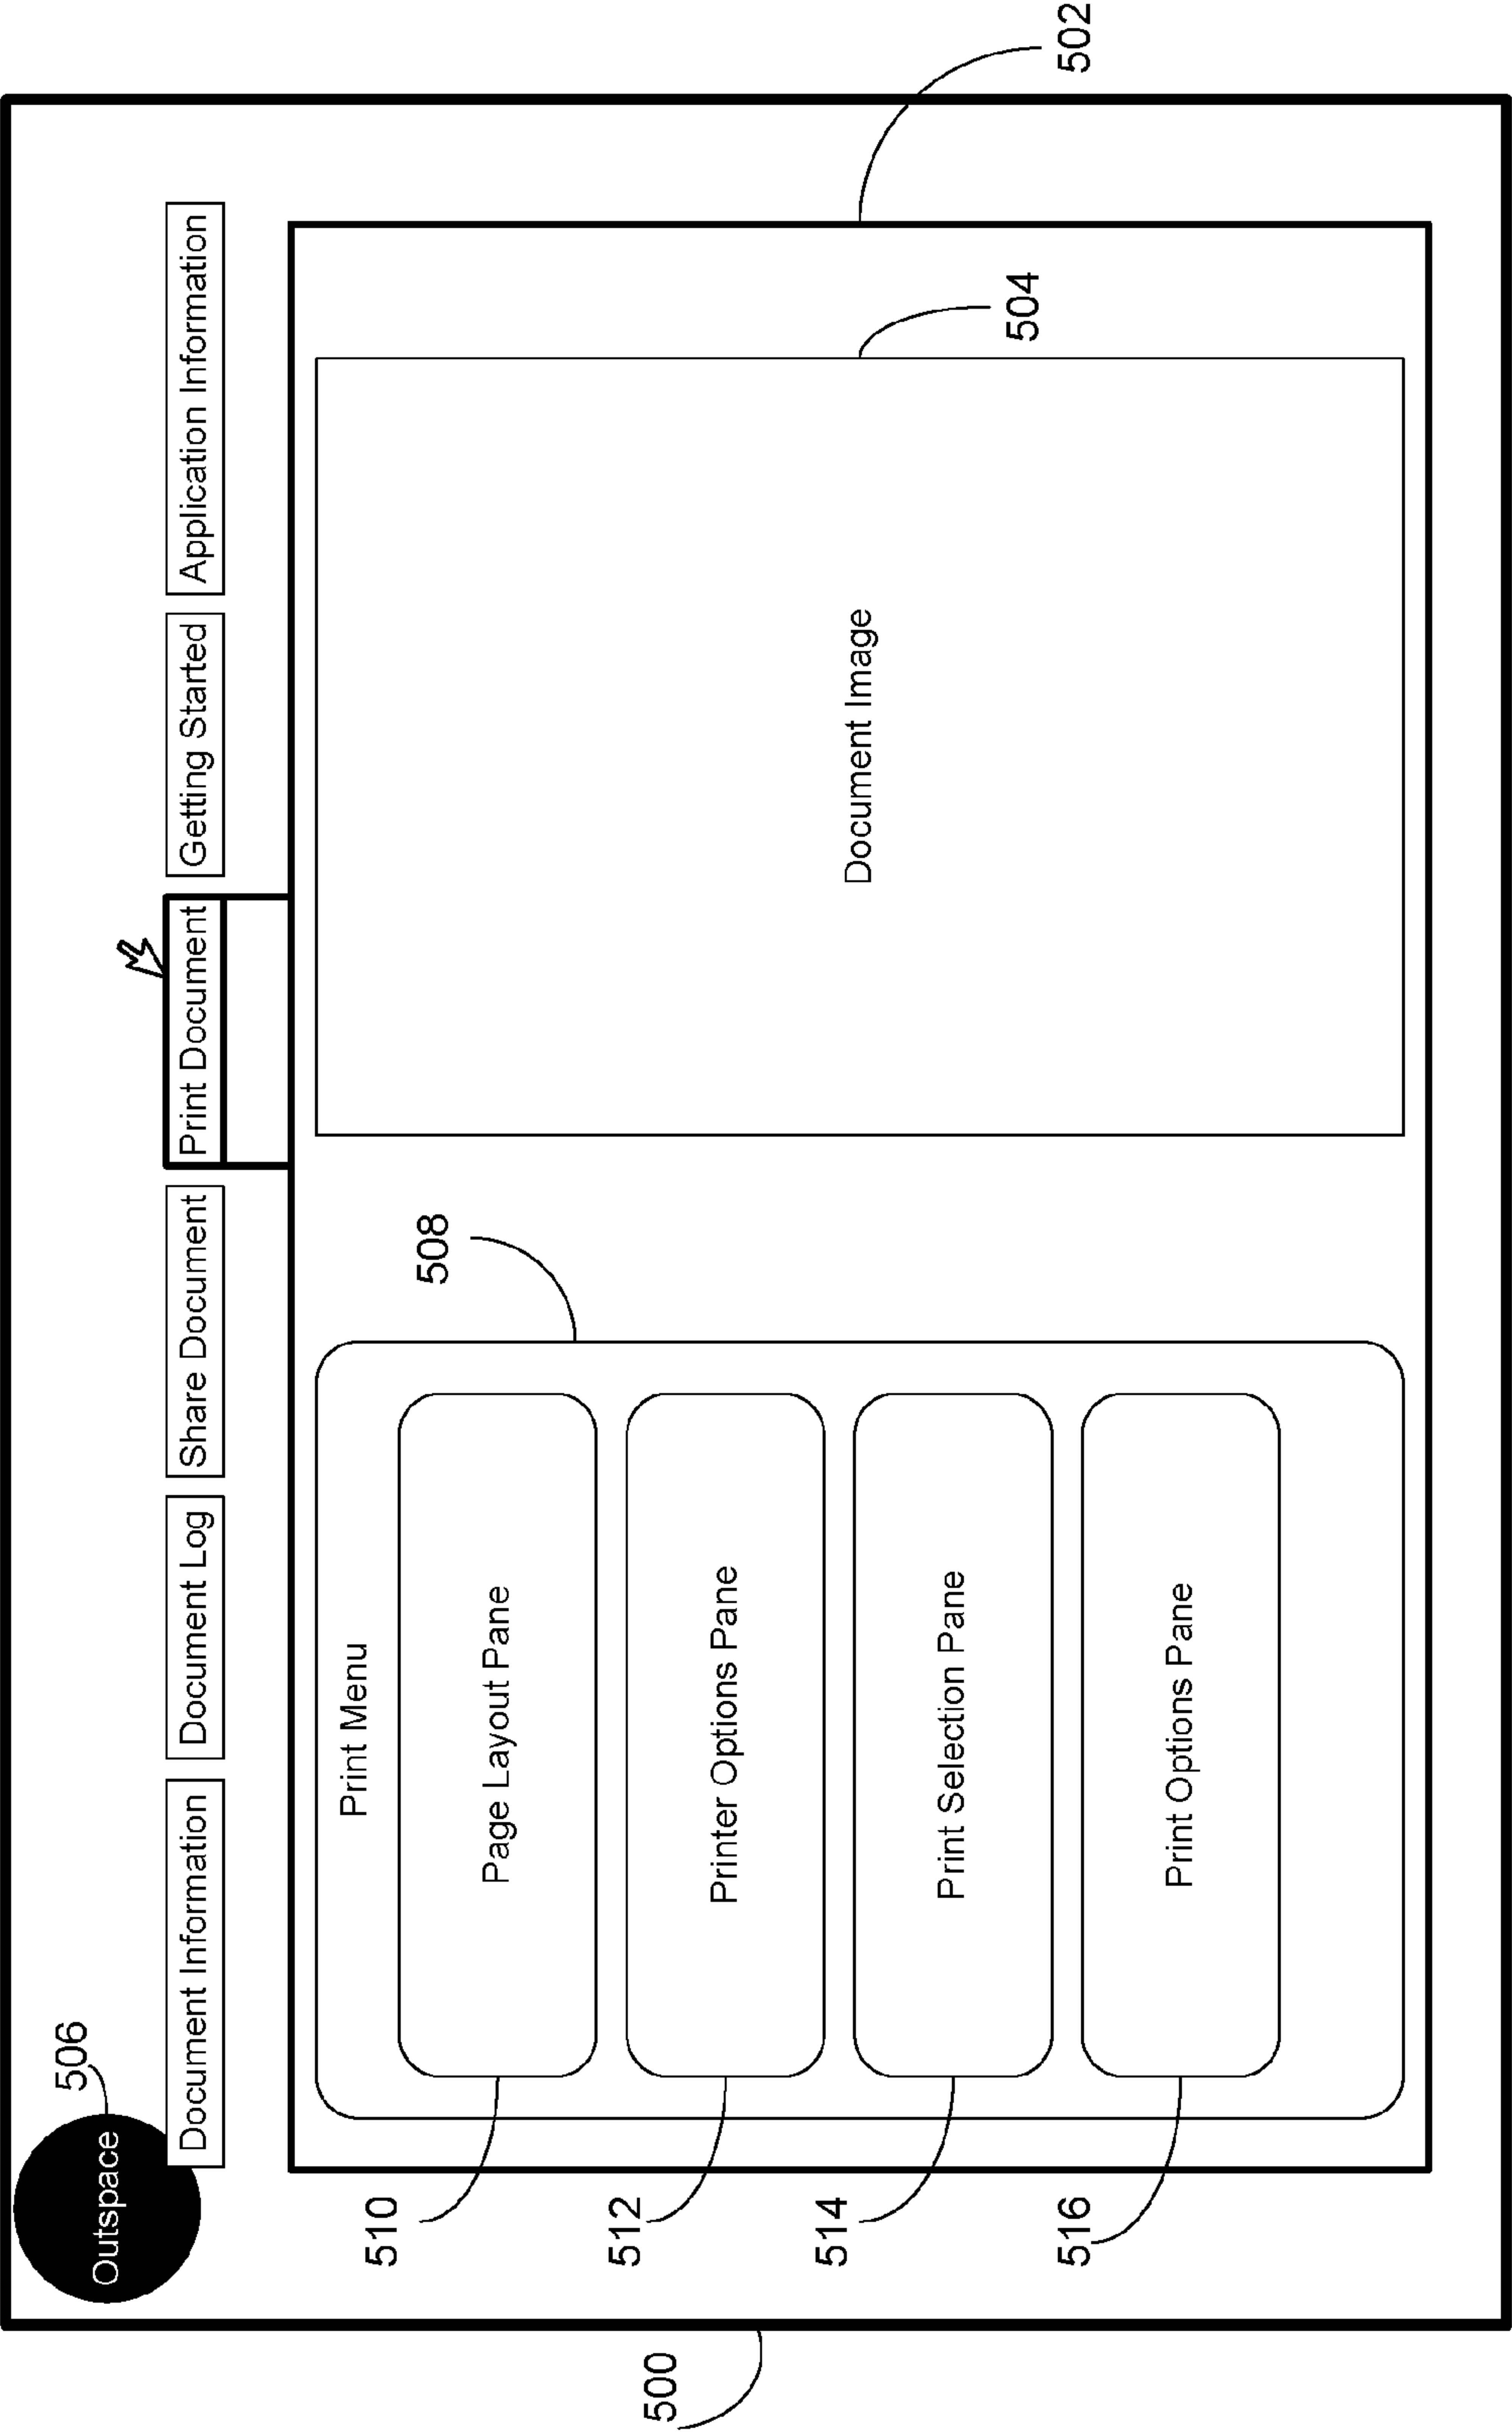 506
Outspace
Document Information
Document Log
Share Document
Print Document
Getting Started
Application Information
502
508
Print Menu
510
Page Layout Pane
512
Printer Options Pane
514
Print Selection Pane
516
Print Options Pane
Document Image
504
500